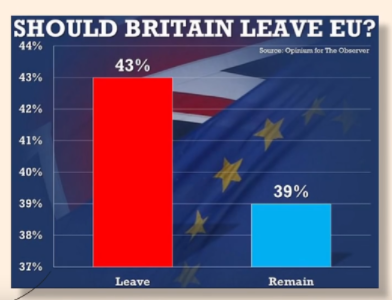 SHOULD BRITAIN LEAVE EU?
Source: Opinium for The Observer
44%
43%
42%
41%
40%
39%
38%
37%
43%
39%
Leave
Remain